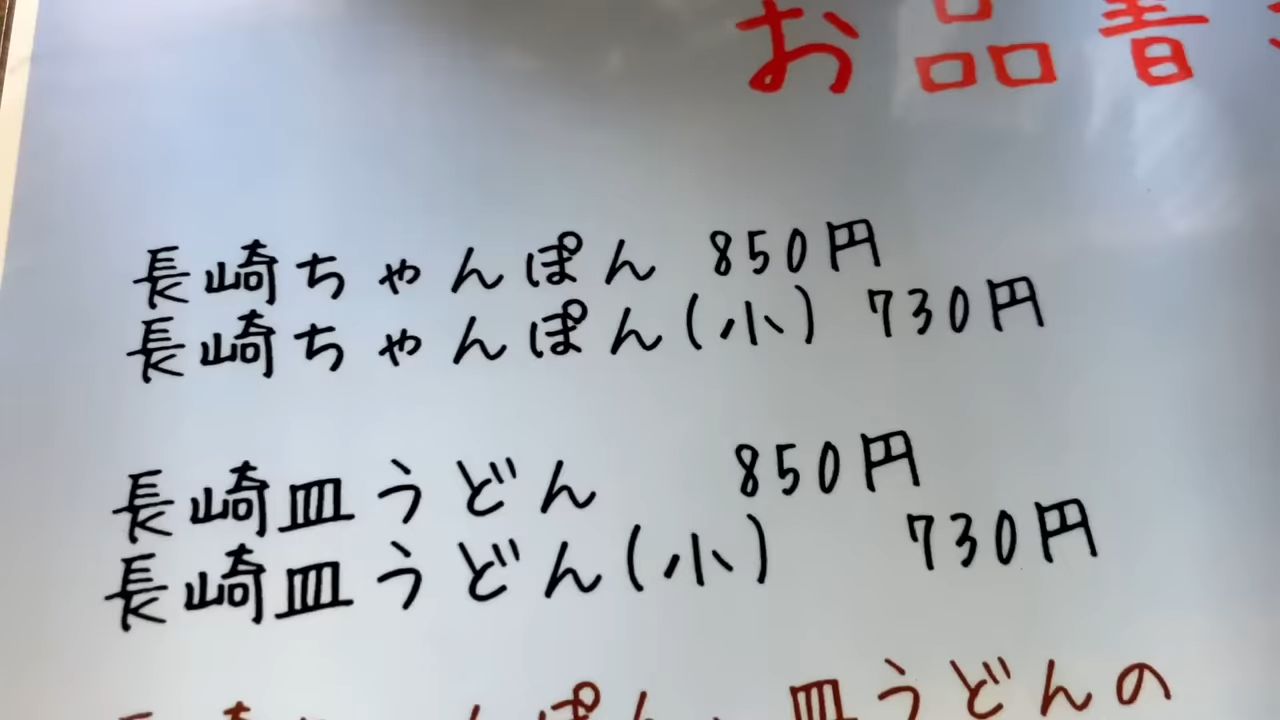 お品書
長崎ちゃんぽん 850円
長崎ちゃんぽん(小) 730円
長崎皿うどん 850円
長崎皿うどん(小) 730円
皿うどんの